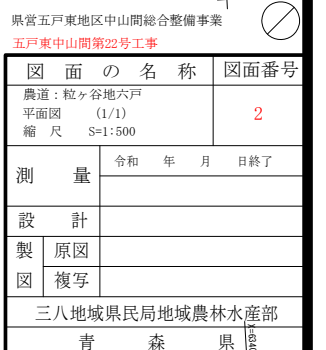 県営五戸東地区中山間総合整備事業
五戸東中山間第22号工事
図面の名称 図面番号
農道：粒ヶ谷地六戸
平面図 (1/1) 2
縮尺 S=1:500
測量 令和 年 月 日終了
設計
製図 原図
複写
三八地域県民局地域農林水産部
青森県